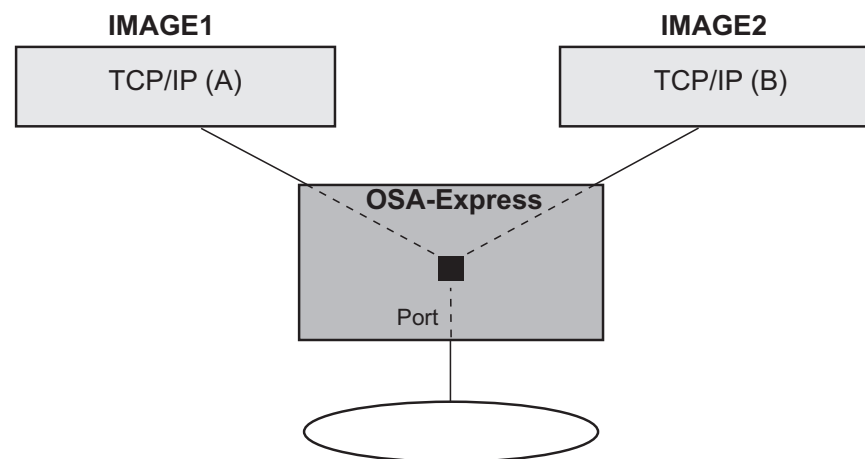 IMAGE1
IMAGE2
TCP/IP (A)
TCP/IP (B)
OSA-Express
Port